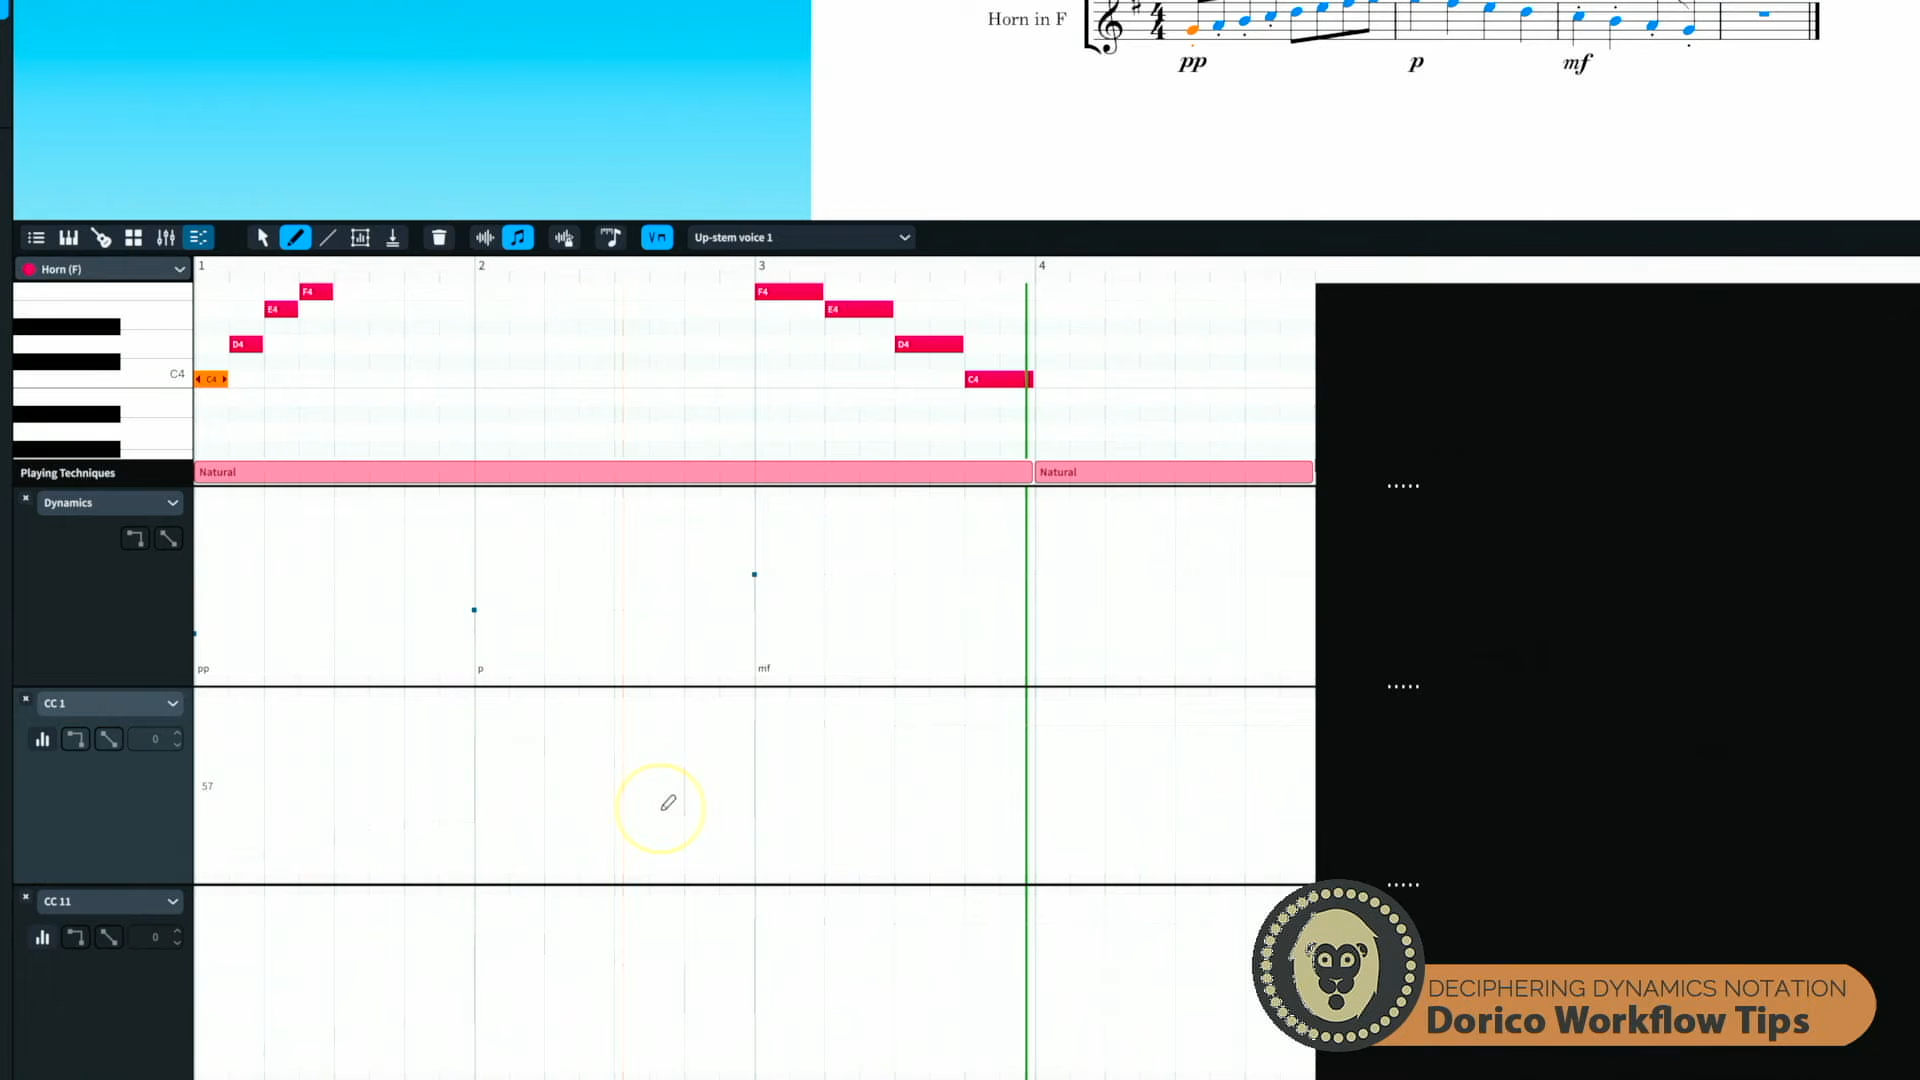 Horn in F
4
4
pp
p
mf
Up-stem voice 1
Horn (F)
1
2
3
4
F4
F4
E4
E4
D4
D4
C4
C4
C4
Playing Techniques
Natural
Natural
Dynamics
pp
p
mf
CC 1
0
57
CC 11
0
DECIPHERING DYNAMICS NOTATION
Dorico Workflow Tips